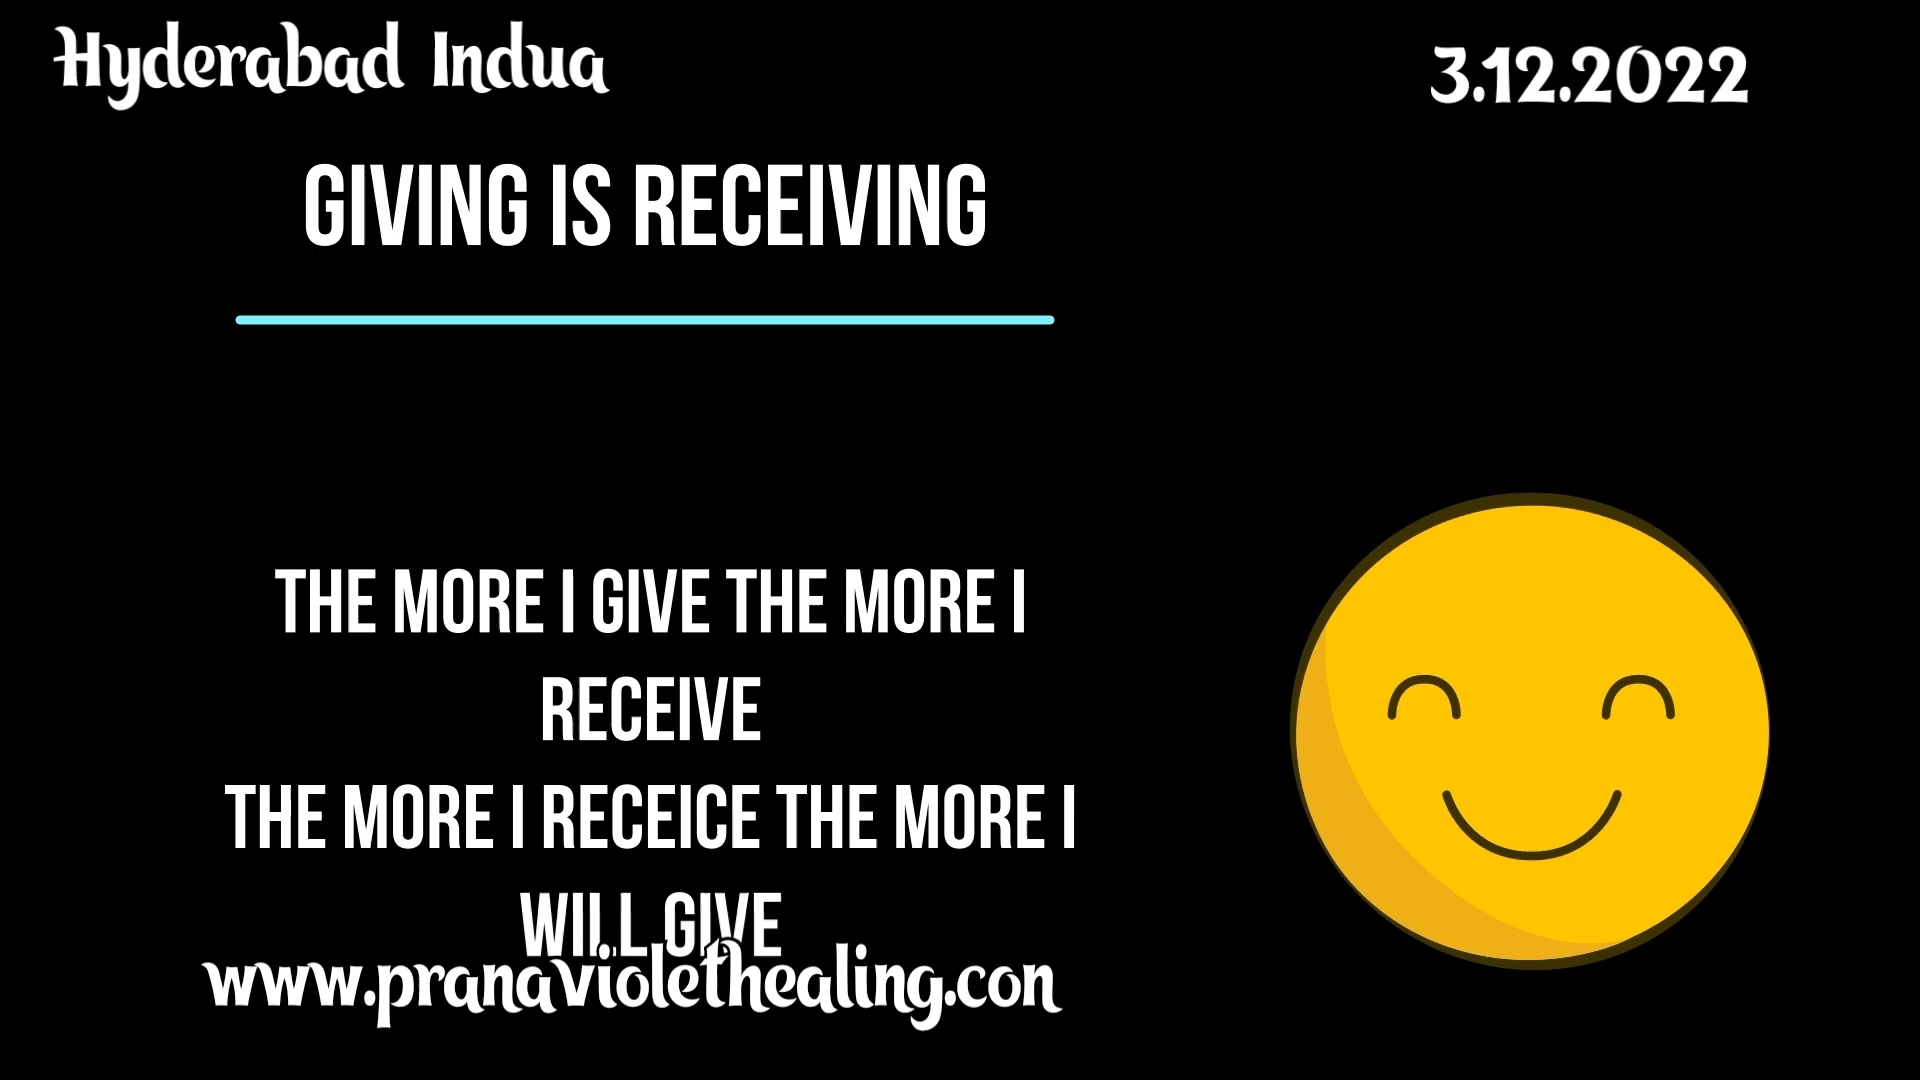 Hyderabad Indua
3.12.2022
GIVING IS RECEIVING
THE MORE I GIVE THE MORE I
RECEIVE
THE MORE I RECEICE THE MORE I
WILL GIVE
www.pranaviolethealing.con